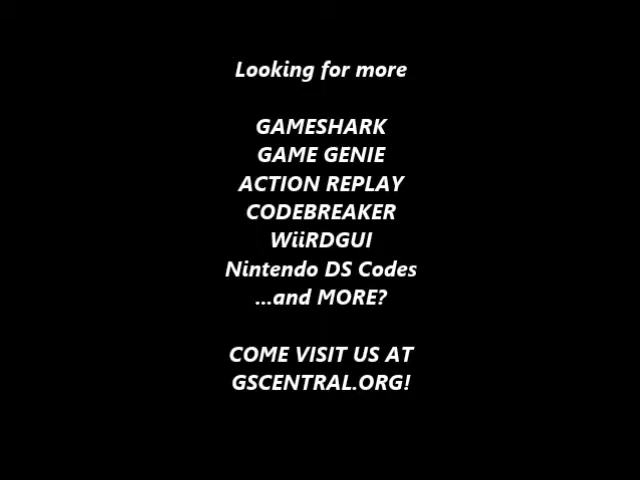 Looking for more
GAMESHARK
GAME GENIE
ACTION REPLAY
CODEBREAKER
WiiRDGUI
Nintendo DS Codes
...and MORE?
COME VISIT US AT
GSCENTRAL.ORG!